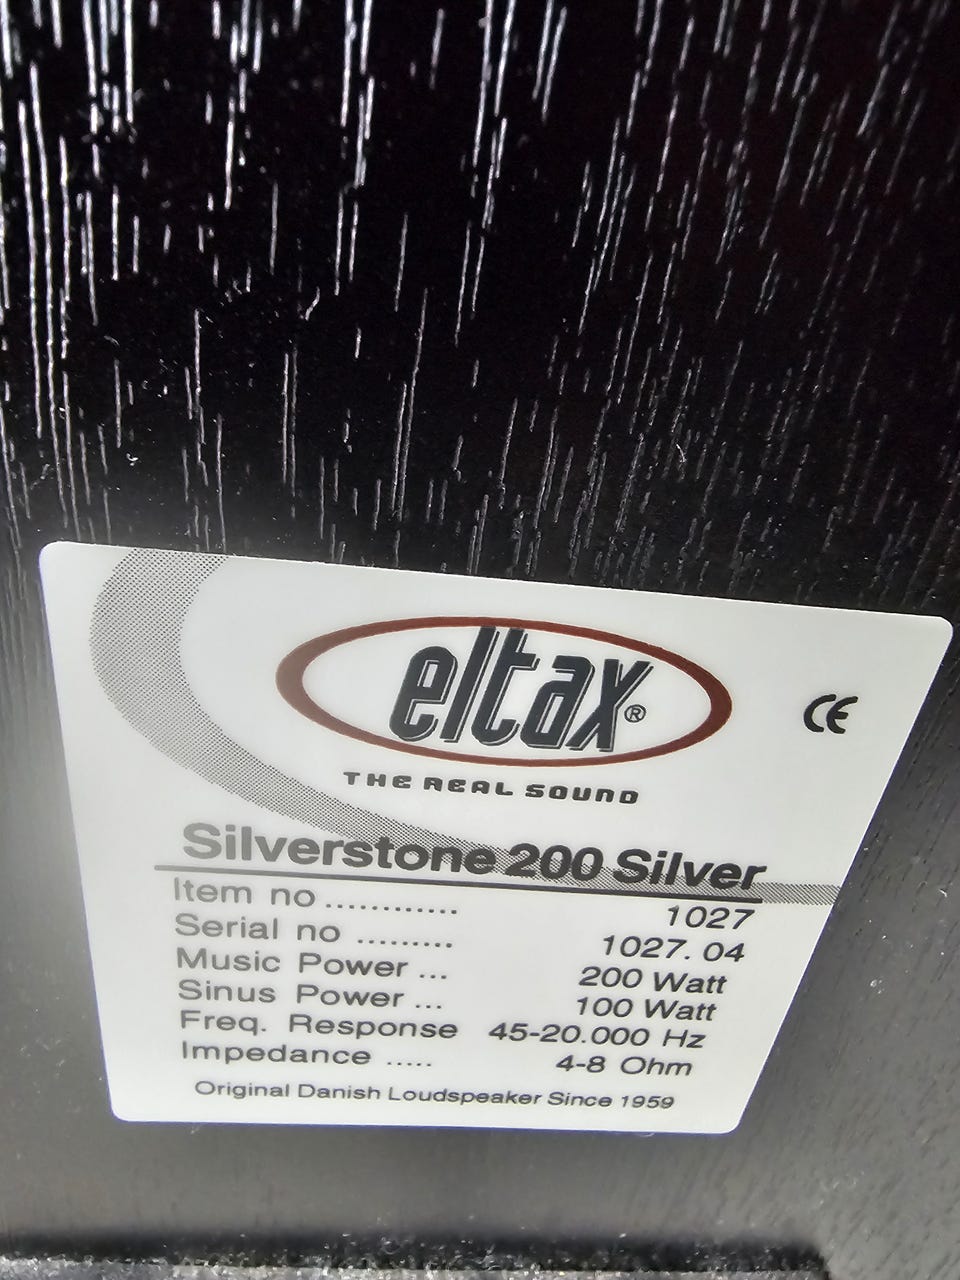 eltax®
CE
THE REAL SOUND
Silverstone 200 Silver
Item no ............ 1027
Serial no ......... 1027.04
Music Power ... 200 Watt
Sinus Power ... 100 Watt
Freq. Response 45-20.000 Hz
Impedance ..... 4-8 Ohm
Original Danish Loudspeaker Since 1959